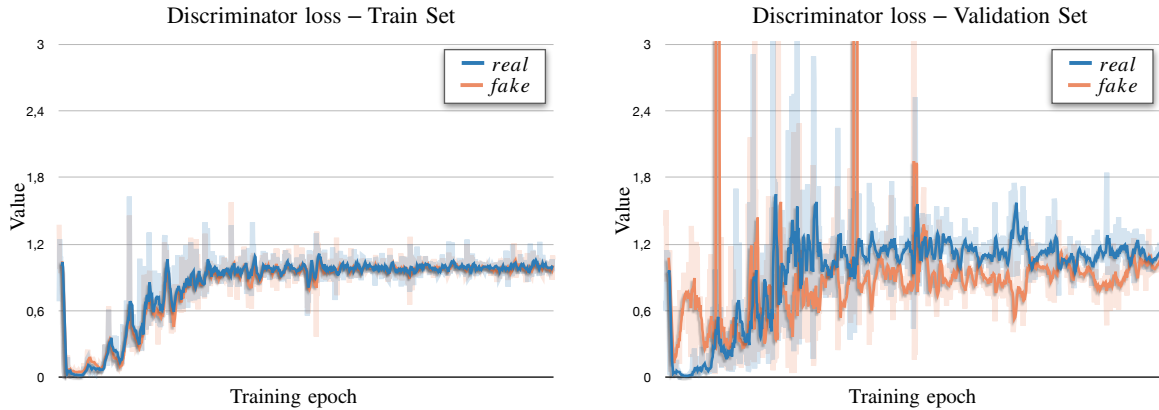 Discriminator loss – Train Set
3
2,4
1,8
1,2
0,6
0
Value
real
fake
Training epoch
Discriminator loss – Validation Set
3
2,4
1,8
1,2
0,6
0
Value
real
fake
Training epoch